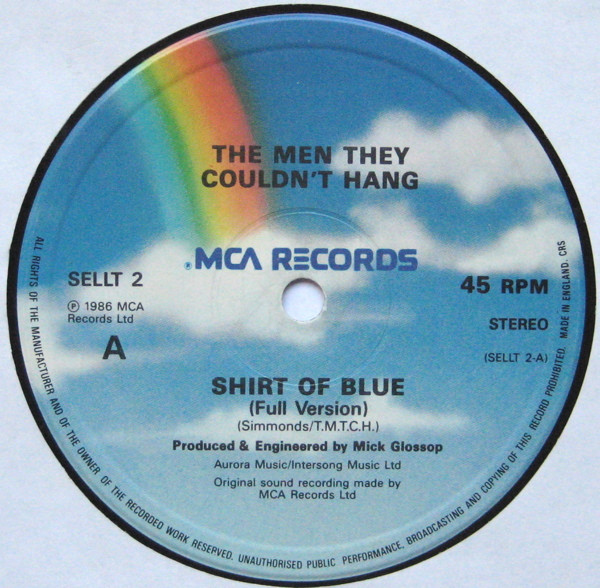 THE MEN THEY
COULDN'T HANG
® MCA RECORDS
SELLT 2
℗ 1986 MCA
Records Ltd
A
45 RPM
STEREO
(SELLT 2-A)
SHIRT OF BLUE
(Full Version)
(Simmonds/T.M.T.C.H.)
Produced & Engineered by Mick Glossop
Aurora Music/Intersong Music Ltd
Original sound recording made by
MCA Records Ltd
ALL RIGHTS OF THE MANUFACTURER AND OF THE OWNER OF THE RECORDED WORK RESERVED. UNAUTHORISED PUBLIC PERFORMANCE, BROADCASTING AND COPYING OF THIS RECORD PROHIBITED. MADE IN ENGLAND. CRS